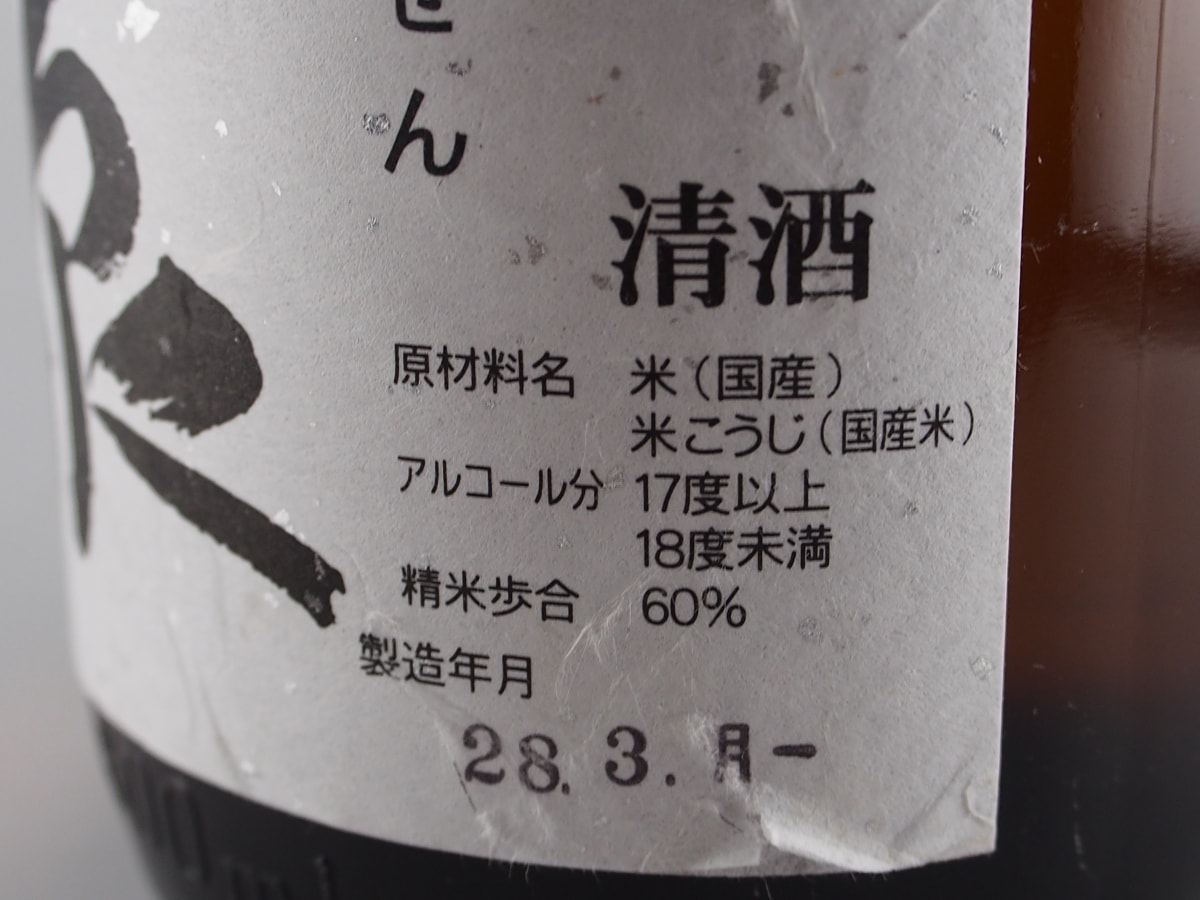 せん
清酒
原材料名 米(国産)
米こうじ(国産米)
アルコール分 17度以上
18度未満
精米歩合 60%
製造年月
28.3.月一